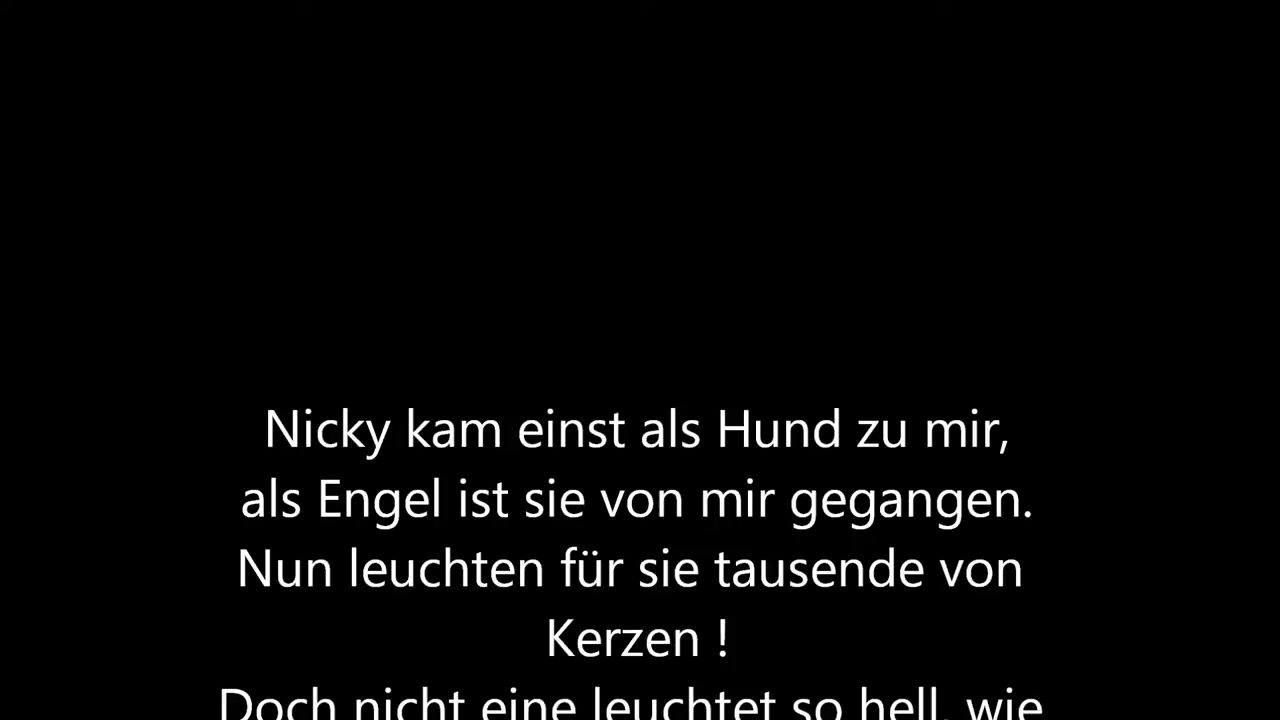 Nicky kam einst als Hund zu mir,
als Engel ist sie von mir gegangen.
Nun leuchten für sie tausende von
Kerzen !
Doch nicht eine leuchtet so hell, wie